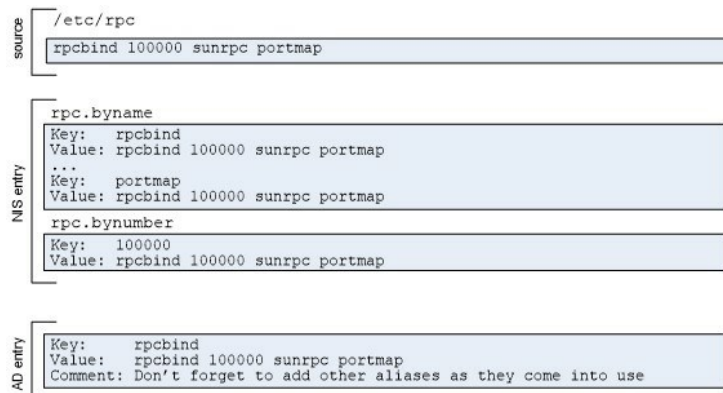 source
/etc/rpc
rpcbind 100000 sunrpc portmap
NIS entry
rpc.byname
Key: rpcbind
Value: rpcbind 100000 sunrpc portmap
...
Key: portmap
Value: rpcbind 100000 sunrpc portmap
rpc.bynumber
Key: 100000
Value: rpcbind 100000 sunrpc portmap
AD entry
Key: rpcbind
Value: rpcbind 100000 sunrpc portmap
Comment: Don't forget to add other aliases as they come into use